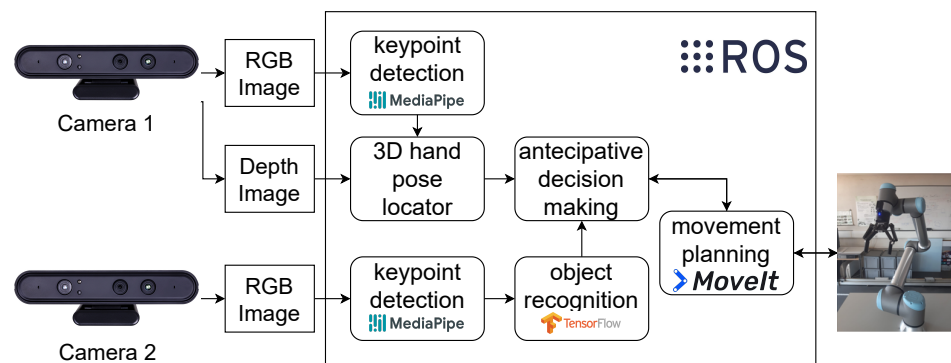 Camera 1
RGB
Image
keypoint
detection
MediaPipe
ROS
Depth
Image
3D hand
pose
locator
antecipative
decision
making
movement
planning
MoveIt
Camera 2
RGB
Image
keypoint
detection
MediaPipe
object
recognition
TensorFlow